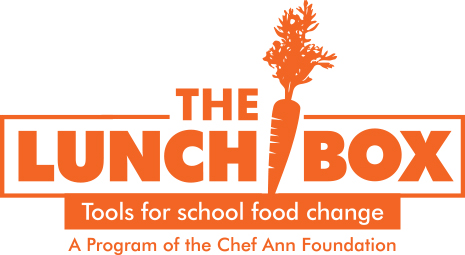 THE
LUNCH BOX
Tools for school food change
A Program of the Chef Ann Foundation